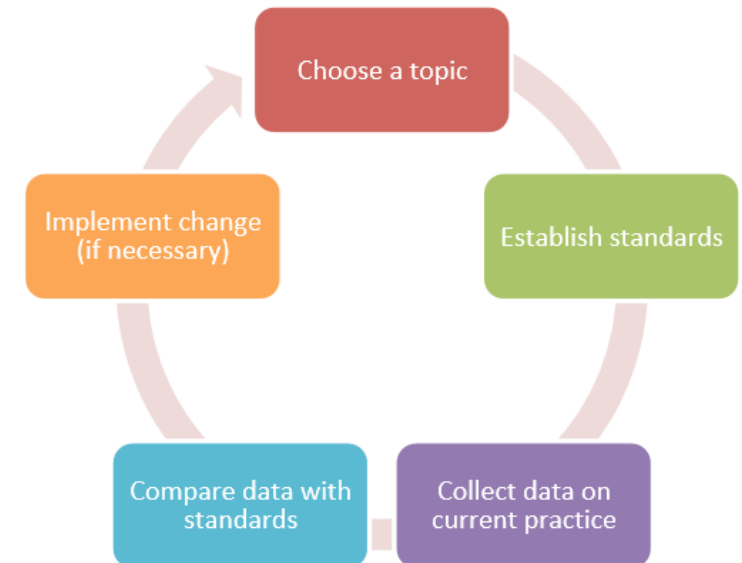 Choose a topic
Establish standards
Collect data on
current practice
Compare data with
standards
Implement change
(if necessary)